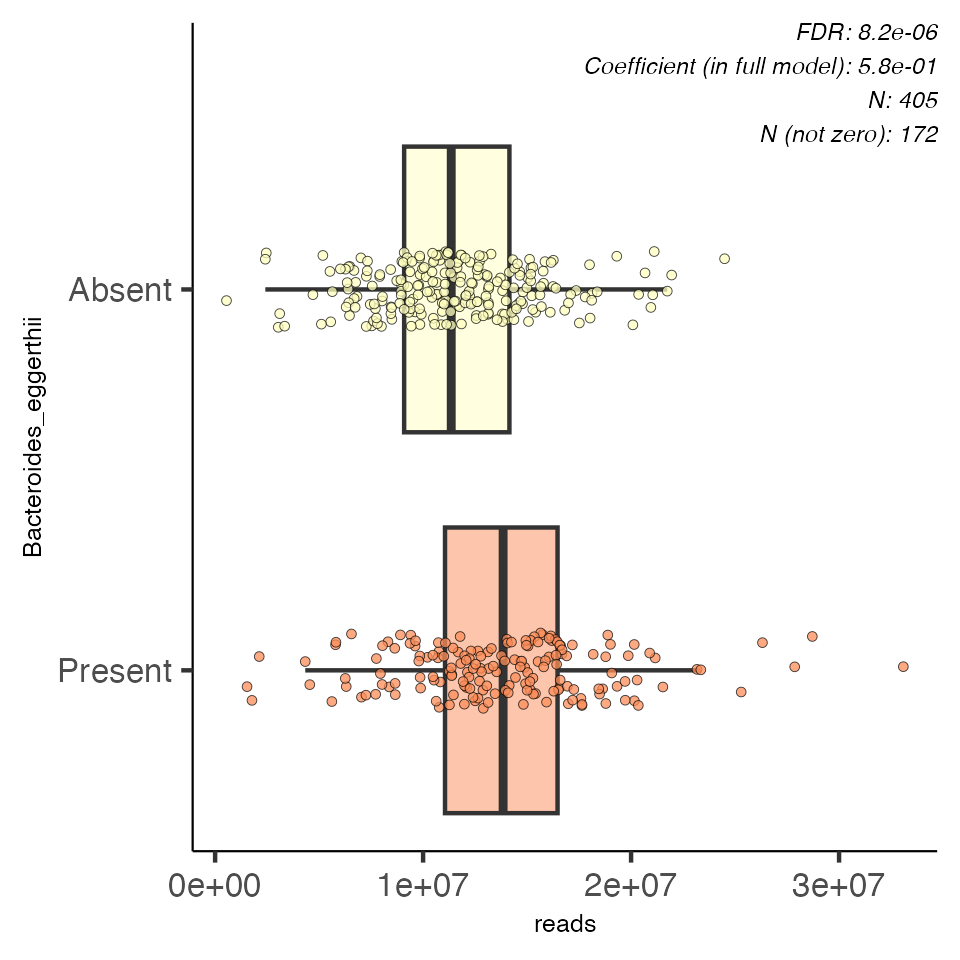 FDR: 8.2e-06
Coefficient (in full model): 5.8e-01
N: 405
N (not zero): 172
Bacteroides_eggerthii
Absent
Present
0e+00 1e+07 2e+07 3e+07
reads